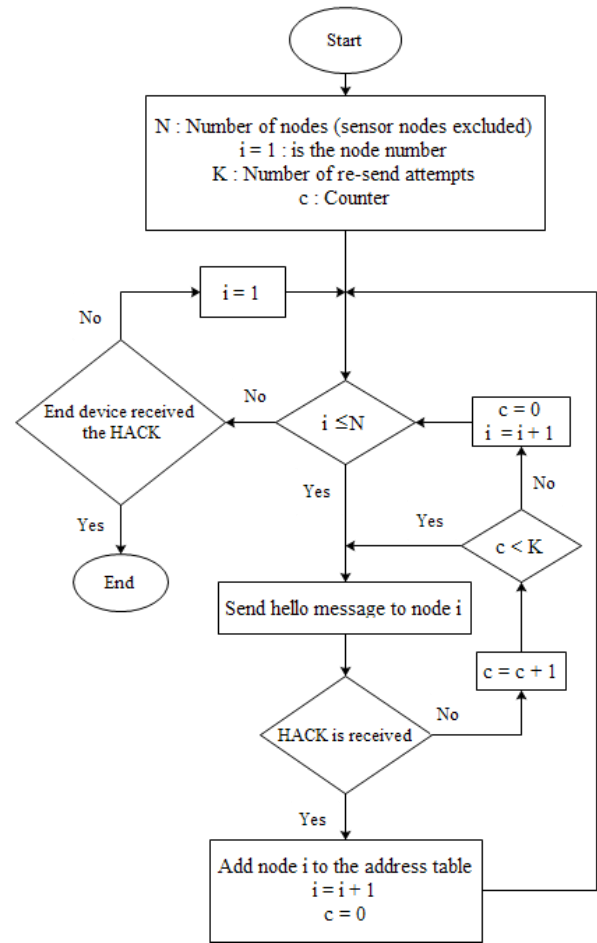 Start
N : Number of nodes (sensor nodes excluded)
i = 1 : is the node number
K : Number of re-send attempts
c : Counter
i = 1
No
End device received
the HACK
No
i ≤N
c = 0
i = i + 1
Yes
Yes
Yes
No
c < K
End
Send hello message to node i
c = c + 1
HACK is received
No
Yes
Add node i to the address table
i = i + 1
c = 0